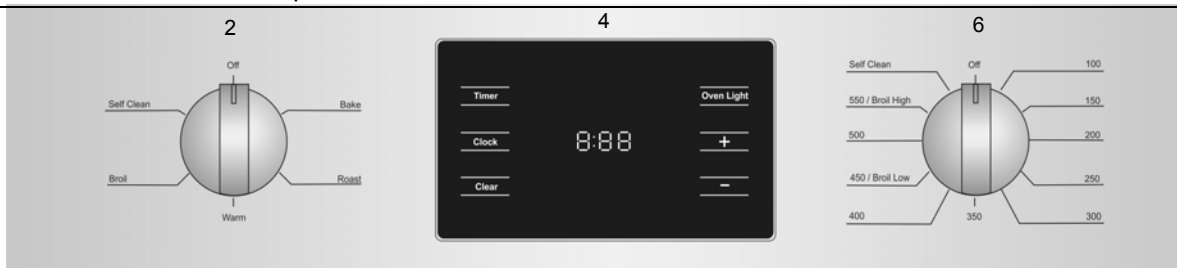 2
4
6
Off
Self Clean
Bake
Broil
Roast
Warm
Timer
Oven Light
Clock
8:88
+
Clear
−
Self Clean
Off
100
550 / Broil High
150
500
200
450 / Broil Low
250
400
350
300